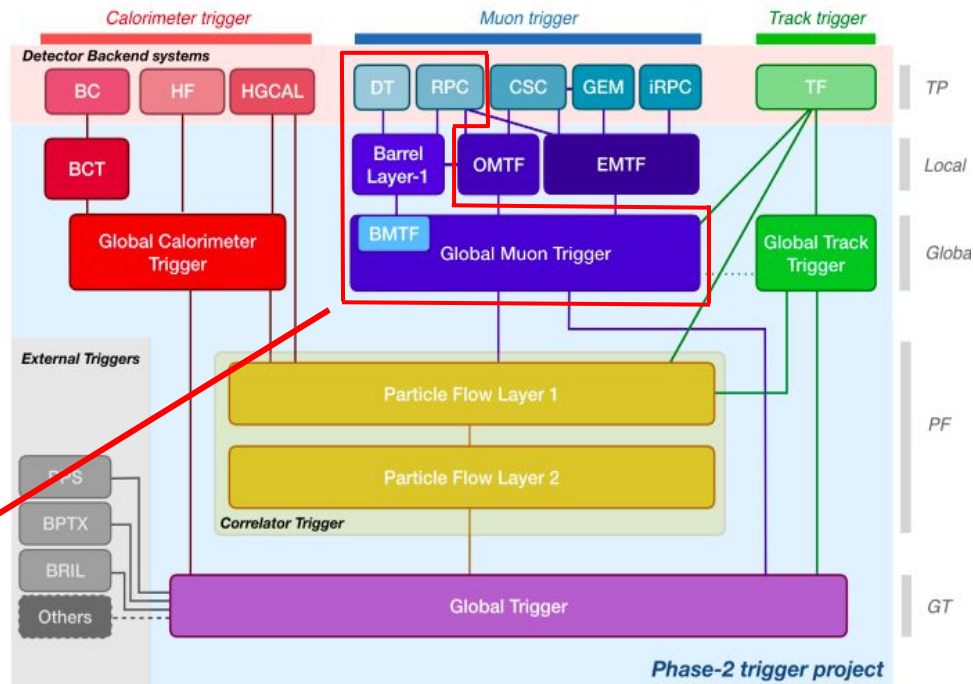 Calorimeter trigger
Muon trigger
Track trigger
Detector Backend systems
BC
HF
HGCAL
DT
RPC
CSC
GEM
iRPC
TF
TP
BCT
Barrel
Layer-1
OMTF
EMTF
Local
Global Calorimeter
Trigger
BMTF
Global Muon Trigger
Global Track
Trigger
Globa
External Triggers
Particle Flow Layer 1
Particle Flow Layer 2
PF
Correlator Trigger
PPS
BPTX
BRIL
Others
Global Trigger
GT
Phase-2 trigger project